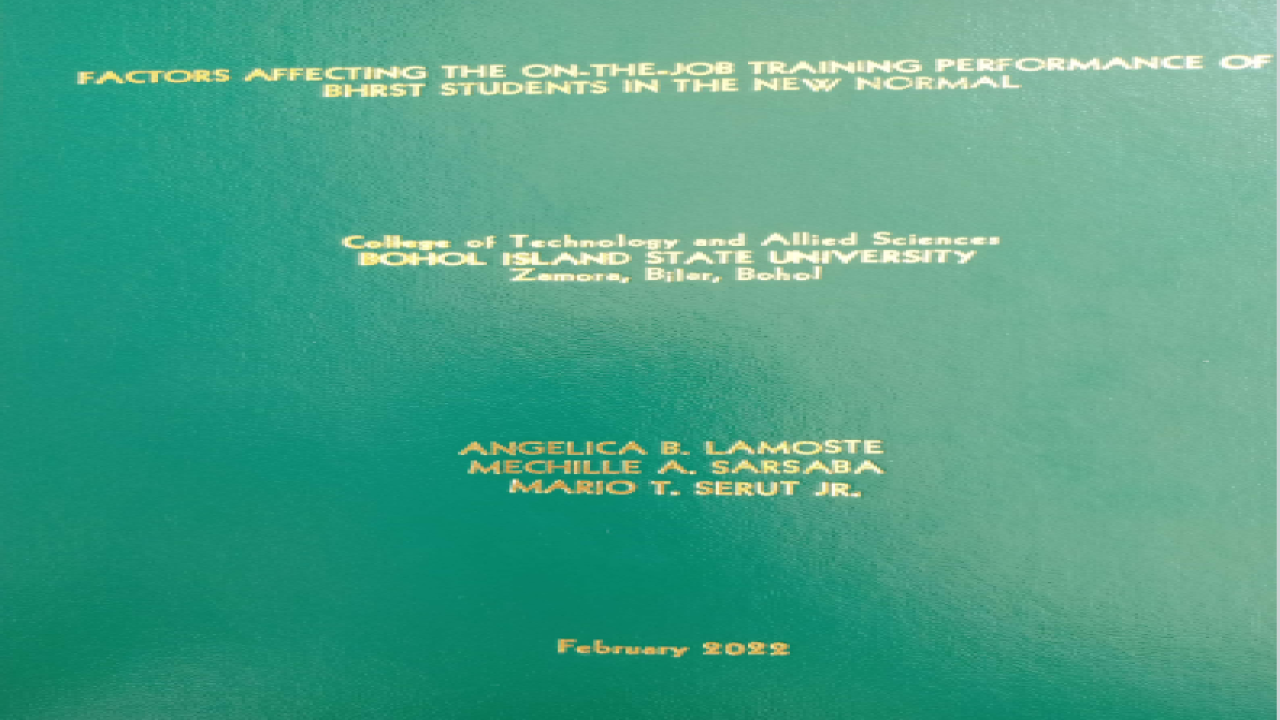 FACTORS AFFECTING THE ON-THE-JOB TRAINING PERFORMANCE OF
BHRST STUDENTS IN THE NEW NORMAL
College of Technology and Allied Sciences
BOHOL ISLAND STATE UNIVERSITY
Zamora, Bilar, Bohol
ANGELICA B. LAMOSTE
MECHILLE A. SARSABA
MARIO T. SERUT JR.
February 2022